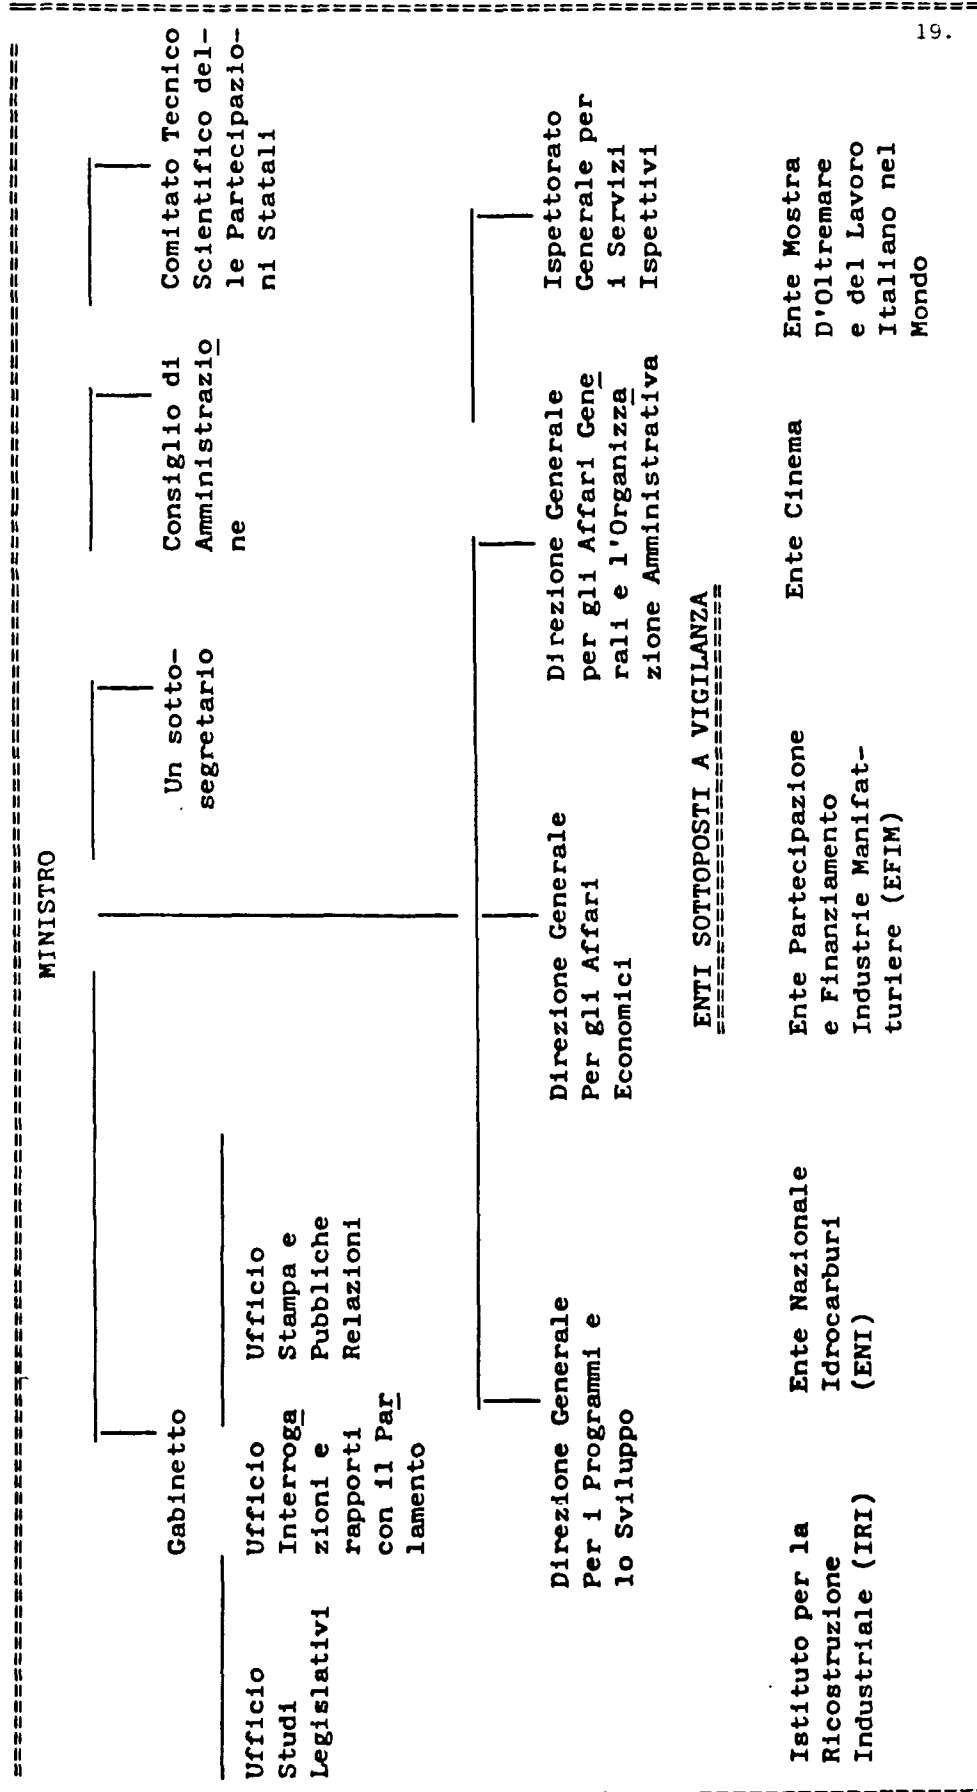 19.
MINISTRO
Gabinetto
Un sotto-
segretario
Consiglio di
Amministrazio
ne
Comitato Tecnico
Scientifico del-
le Partecipazio-
ni Statali
Ufficio
Studi
Legislativi
Ufficio
Interroga
zioni e
rapporti
con il Par
lamento
Ufficio
Stampa e
Pubbliche
Relazioni
Direzione Generale
Per i Programmi e
lo Sviluppo
Direzione Generale
Per gli Affari
Economici
Direzione Generale
per gli Affari Gene
rali e l'Organizza
zione Amministrativa
Ispettorato
Generale per
i Servizi
Ispettivi
ENTI SOTTOPOSTI A VIGILANZA
Istituto per la
Ricostruzione
Industriale (IRI)
Ente Nazionale
Idrocarburi
(ENI)
Ente Partecipazione
e Finanziamento
Industrie Manifat-
turiere (EFIM)
Ente Cinema
Ente Mostra
D'Oltremare
e del Lavoro
Italiano nel
Mondo